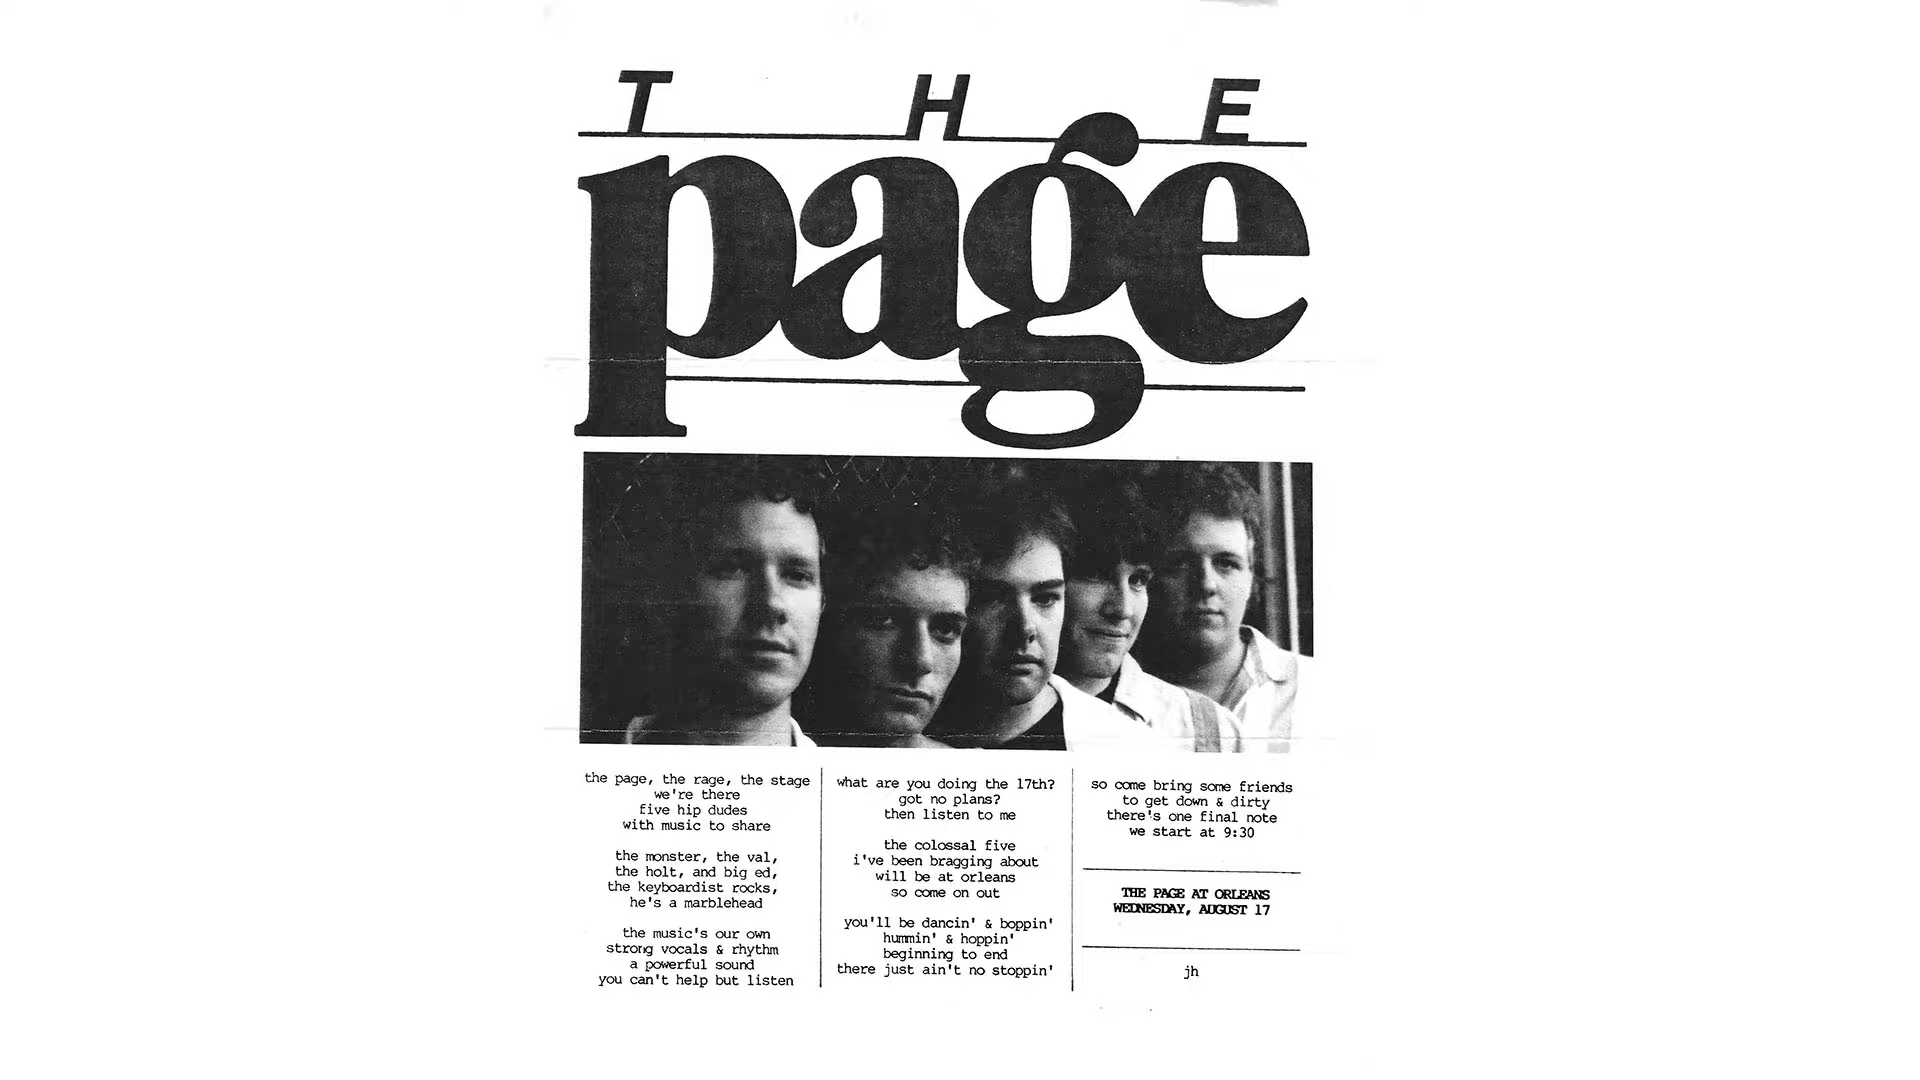 THE
page
the page, the rage, the stage
we're there
five hip dudes
with music to share
the monster, the val,
the holt, and big ed,
the keyboardist rocks,
he's a marblehead
the music's our own
strong vocals & rhythm
a powerful sound
you can't help but listen
what are you doing the 17th?
got no plans?
then listen to me
the colossal five
i've been bragging about
will be at orleans
so come on out
you'll be dancin' & boppin'
hummin' & hoppin'
beginning to end
there just ain't no stoppin'
so come bring some friends
to get down & dirty
there's one final note
we start at 9:30
THE PAGE AT ORLEANS
WEDNESDAY, AUGUST 17
jh